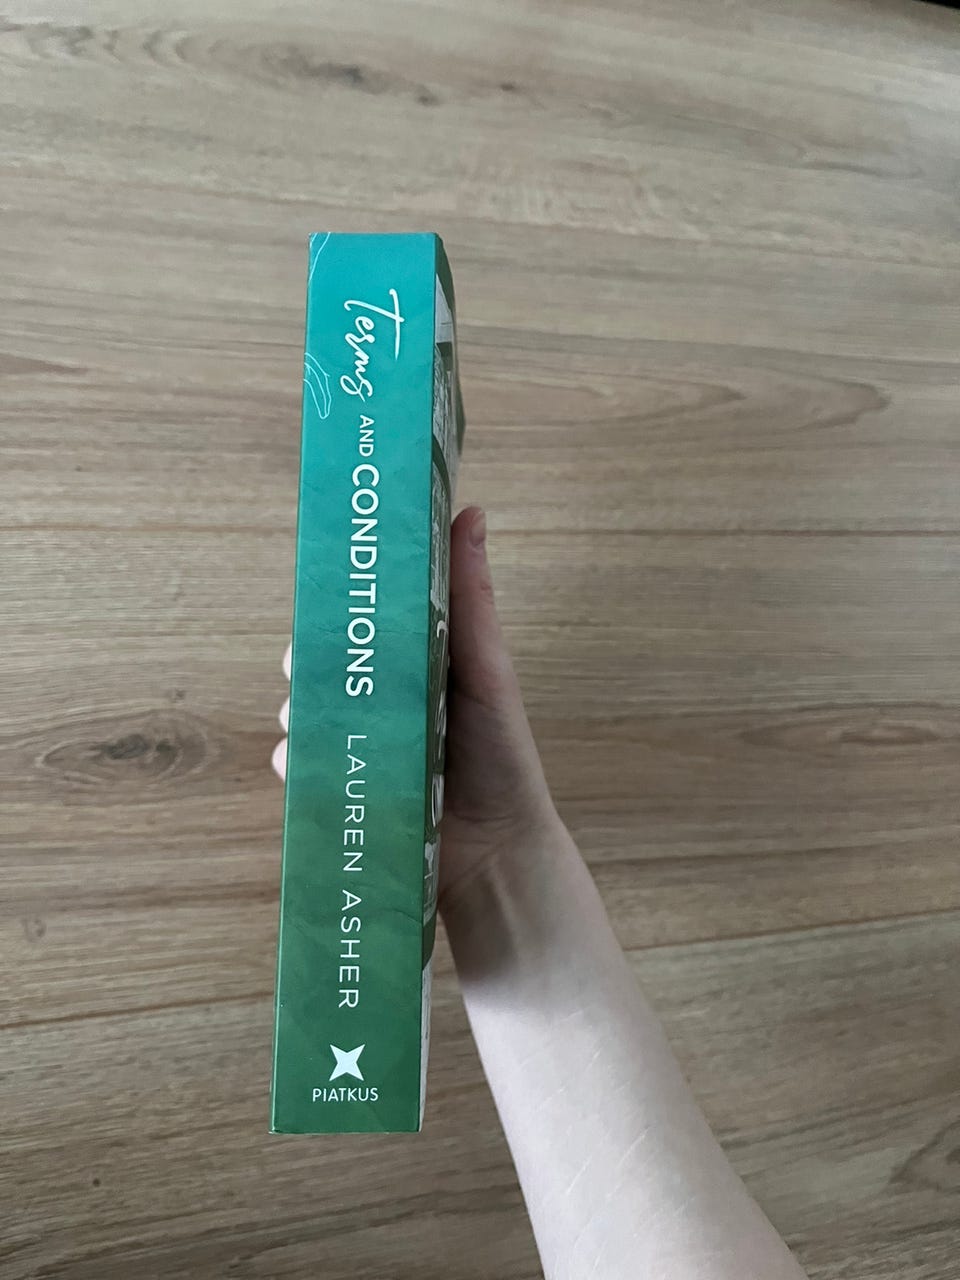 Terms AND CONDITIONS
LAUREN ASHER
PIATKUS